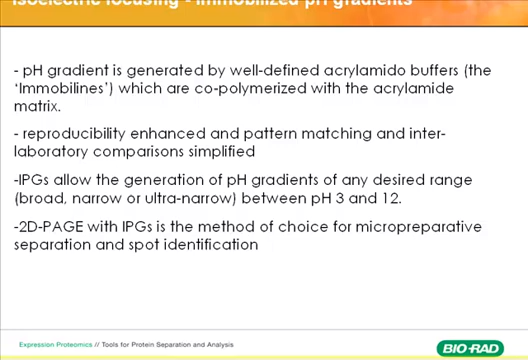 isoelectric focusing - immobilized pH gradients
- pH gradient is generated by well-defined acrylamido buffers (the
‘Immobilines’) which are co-polymerized with the acrylamide
matrix.
- reproducibility enhanced and pattern matching and inter-
laboratory comparisons simplified
-IPGs allow the generation of pH gradients of any desired range
(broad, narrow or ultra-narrow) between pH 3 and 12.
-2D-PAGE with IPGs is the method of choice for micropreparative
separation and spot identification
Expression Proteomics // Tools for Protein Separation and Analysis
BIO-RAD